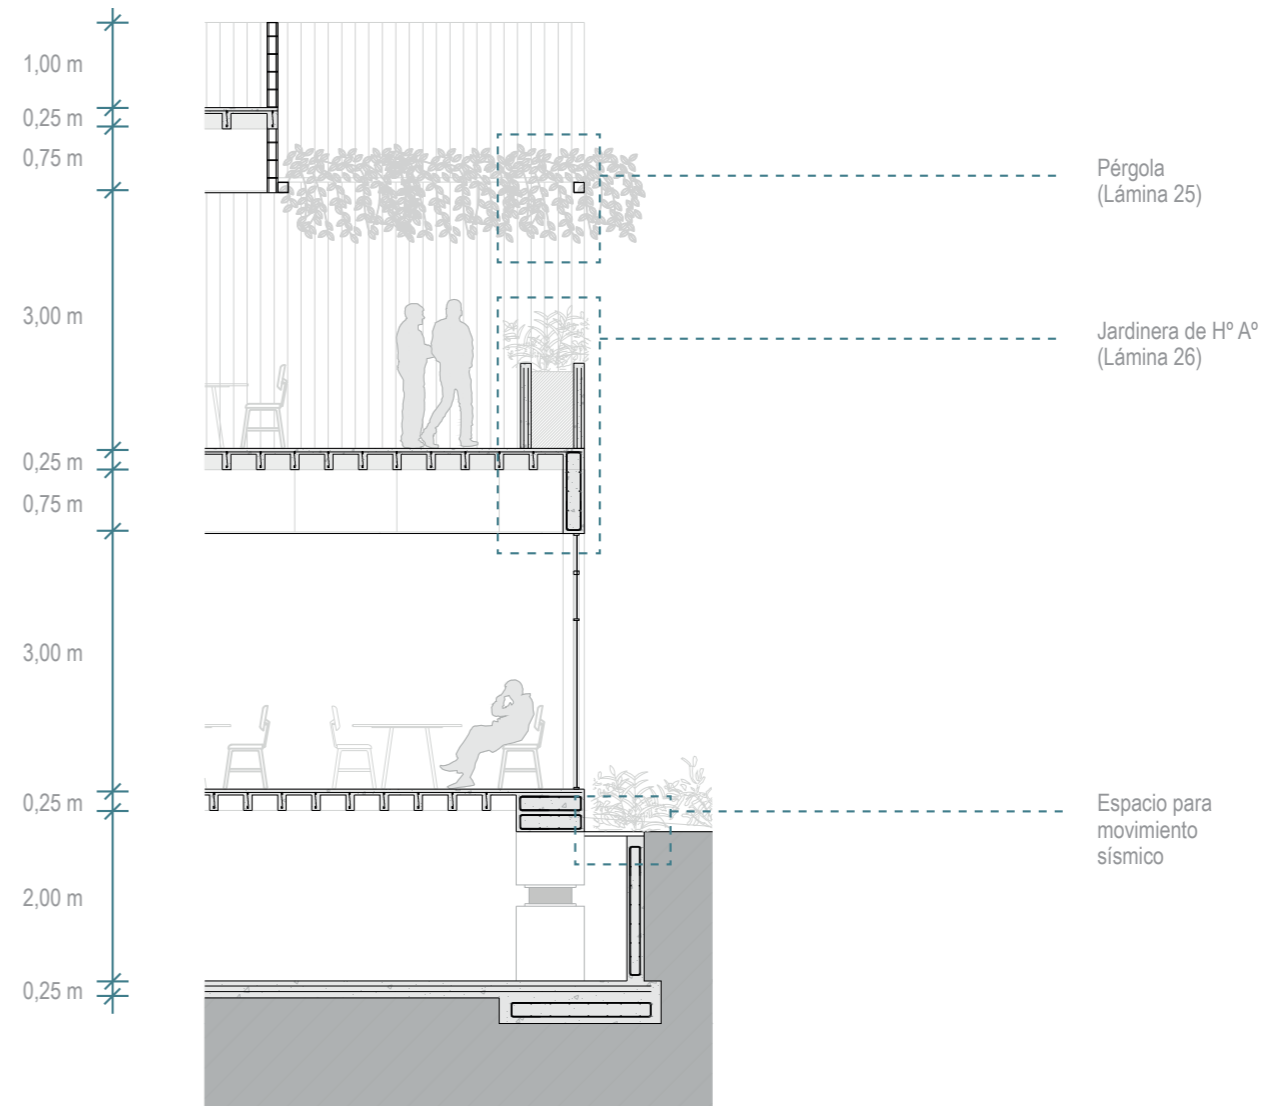 1,00 m
0,25 m
0,75 m
3,00 m
0,25 m
0,75 m
3,00 m
0,25 m
2,00 m
0,25 m
Pérgola
(Lámina 25)
Jardinera de Hº Aº
(Lámina 26)
Espacio para
movimiento
sísmico